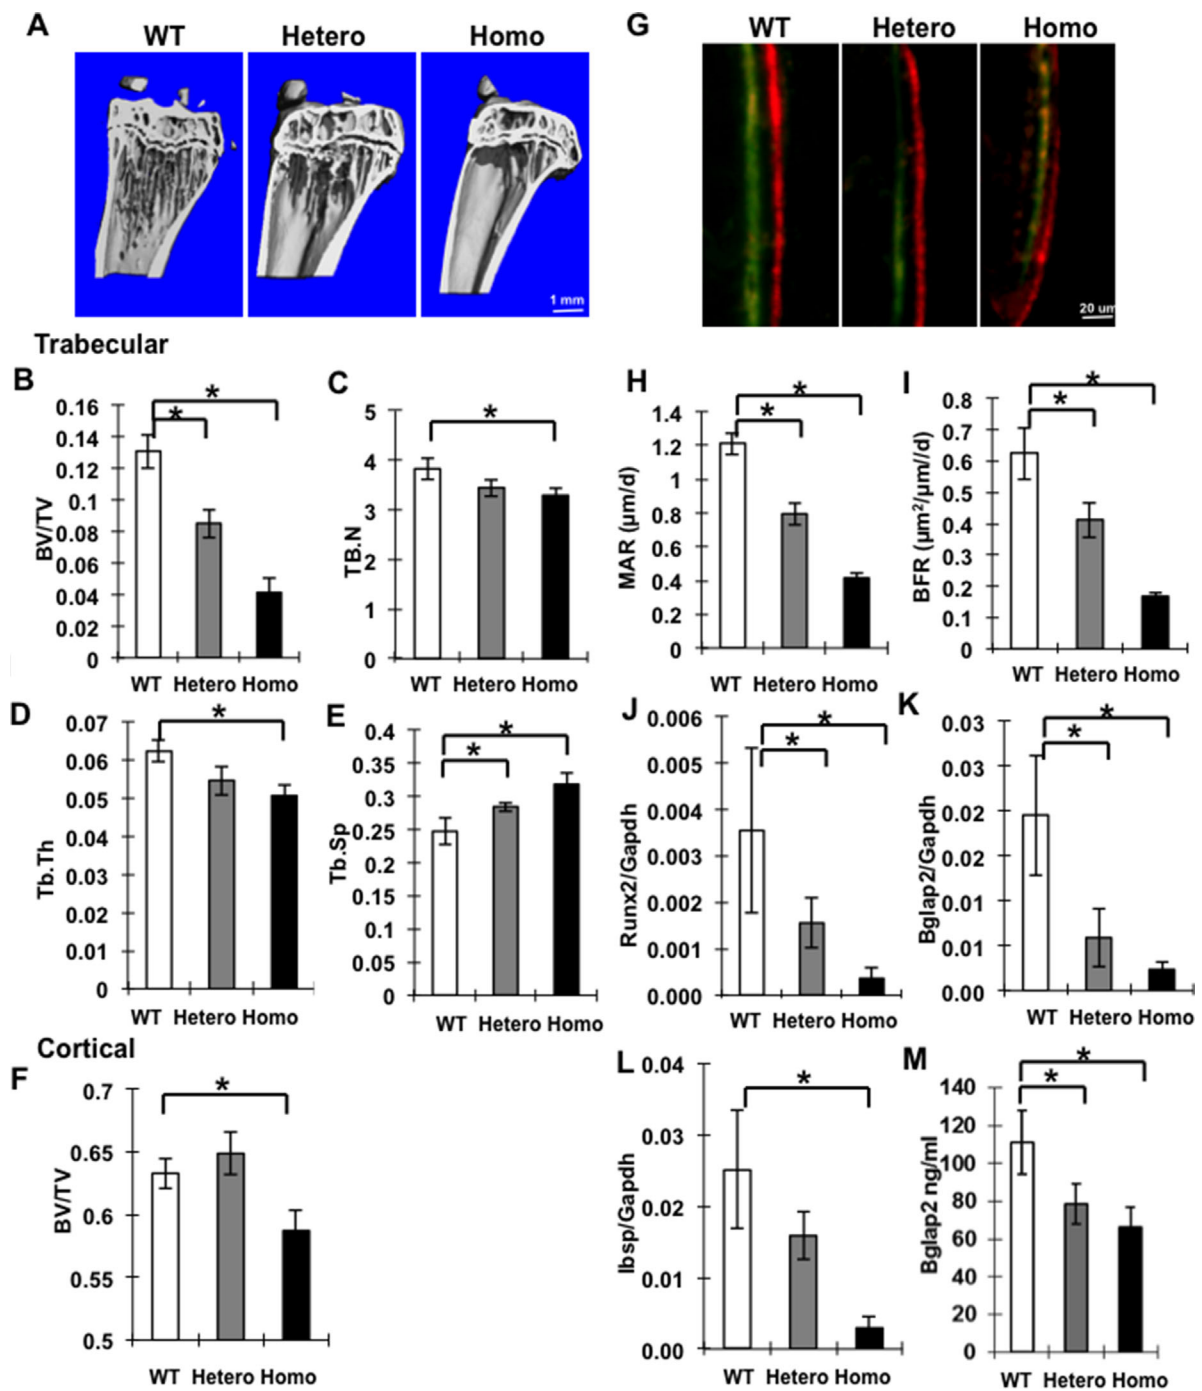 A
WT
Hetero
Homo
1 mm
G
WT
Hetero
Homo
20 um
Trabecular
B
*
*
BV/TV
0.16
0.14
0.12
0.1
0.08
0.06
0.04
0.02
0
WT Hetero Homo
C
*
TB.N
5
4
3
2
1
0
WT Hetero Homo
H
*
*
MAR (µm/d)
1.4
1.2
1
0.8
0.6
0.4
0.2
0
WT Hetero Homo
I
*
*
BFR (µm²/µm//d)
0.8
0.7
0.6
0.5
0.4
0.3
0.2
0.1
0
WT Hetero Homo
D
*
Tb.Th
0.07
0.06
0.05
0.04
0.03
0.02
0.01
0
WT Hetero Homo
E
*
*
Tb.Sp
0.4
0.35
0.3
0.25
0.2
0.15
0.1
0.05
0
WT Hetero Homo
J
*
*
Runx2/Gapdh
0.006
0.005
0.004
0.003
0.002
0.001
0.000
WT Hetero Homo
K
*
*
Bglap2/Gapdh
0.03
0.03
0.02
0.02
0.01
0.01
0.00
WT Hetero Homo
Cortical
F
*
BV/TV
0.7
0.65
0.6
0.55
0.5
WT Hetero Homo
L
*
Ibsp/Gapdh
0.04
0.03
0.02
0.01
0.00
WT Hetero Homo
M
*
*
Bglap2 ng/ml
140
120
100
80
60
40
20
0
WT Hetero Homo